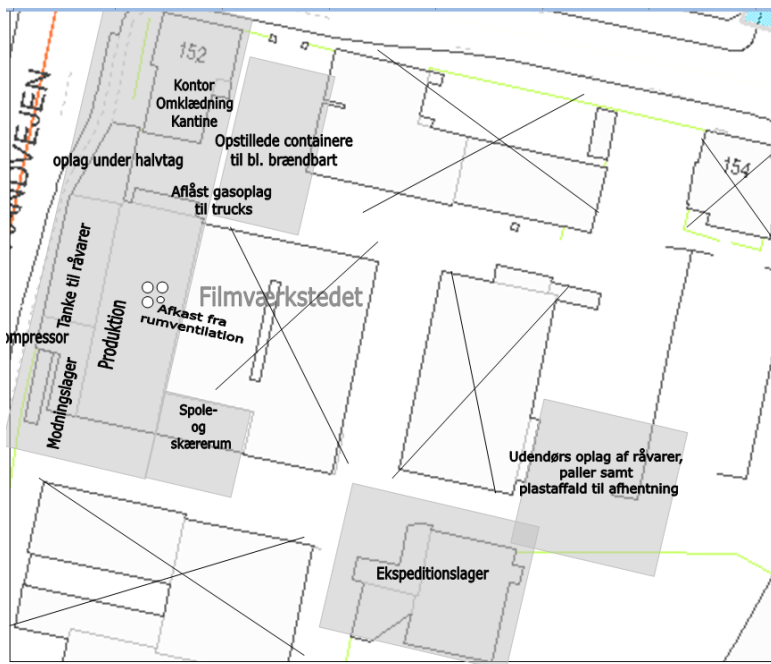 152
Kontor
Omklædning
Kantine
Opstillede containere
til bl. brændbart
oplag under halvtag
Aflåst gasoplag
til trucks
154
Tanke til råvarer
Produktion
Filmværkstedet
Afkast fra
rumventilation
ompressor
Modningslager
Spole-
og
skærerum
Udendørs oplag af råvarer,
paller samt
plastaffald til afhentning
Ekspeditionslager